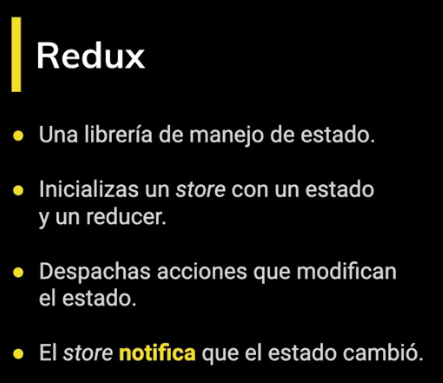 Redux
Una librería de manejo de estado.
Inicializas un store con un estado
y un reducer.
Despachas acciones que modifican
el estado.
El store notifica que el estado cambió.